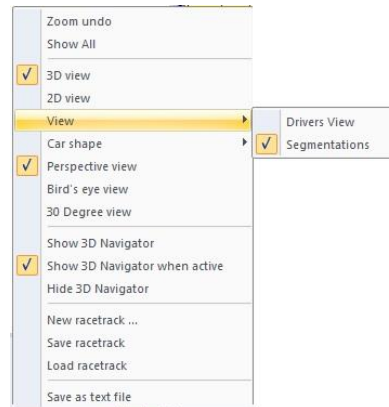 Zoom undo
Show All
3D view
2D view
View
Drivers View
Car shape
Segmentations
Perspective view
Bird's eye view
30 Degree view
Show 3D Navigator
Show 3D Navigator when active
Hide 3D Navigator
New racetrack ...
Save racetrack
Load racetrack
Save as text file